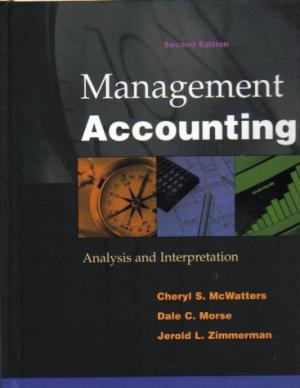 Second Edition
Management
Accounting
Analysis and Interpretation
Cheryl S. McWatters
Dale C. Morse
Jerold L. Zimmerman